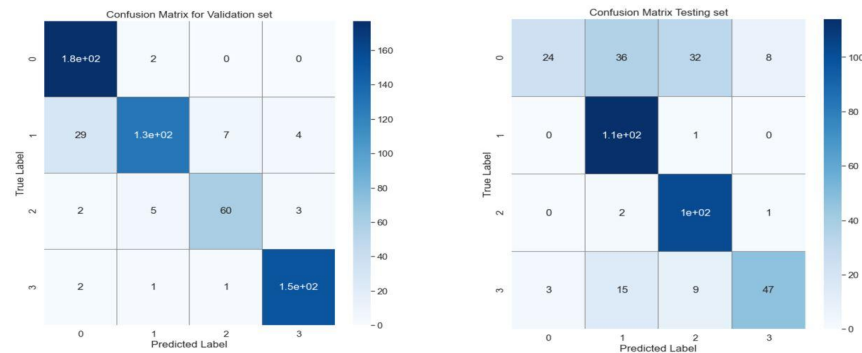 Confusion Matrix for Validation set
0 1.8e+02 2 0 0
1 29 1.3e+02 7 4
2 2 5 60 3
3 2 1 1 1.5e+02
0 1 2 3
Predicted Label
True Label
160
140
120
100
80
60
40
20
0
Confusion Matrix Testing set
0 24 36 32 8
1 0 1.1e+02 1 0
2 0 2 1e+02 1
3 3 15 9 47
0 1 2 3
Predicted Label
True Label
100
80
60
40
20
0